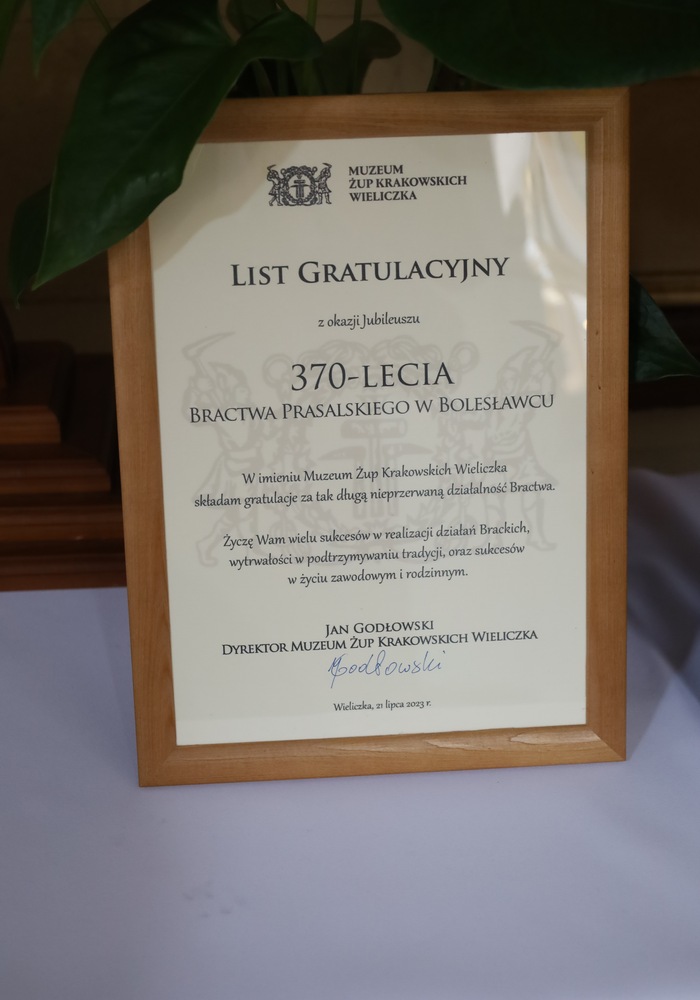 MUZEUM
ŻUP KRAKOWSKICH
WIELICZKA
LIST GRATULACYJNY
z okazji Jubileuszu
370-LECIA
BRACTWA PRASALSKIEGO W BOLESŁAWCU
W imieniu Muzeum Żup Krakowskich Wieliczka
składam gratulacje za tak długą nieprzerwaną działalność Bractwa.
Życzę Wam wielu sukcesów w realizacji działań Brackich,
wytrwałości w podtrzymywaniu tradycji, oraz sukcesów
w życiu zawodowym i rodzinnym.
JAN GODŁOWSKI
DYREKTOR MUZEUM ŻUP KRAKOWSKICH WIELICZKA
JGodłowski
Wieliczka, 21 lipca 2023 r.